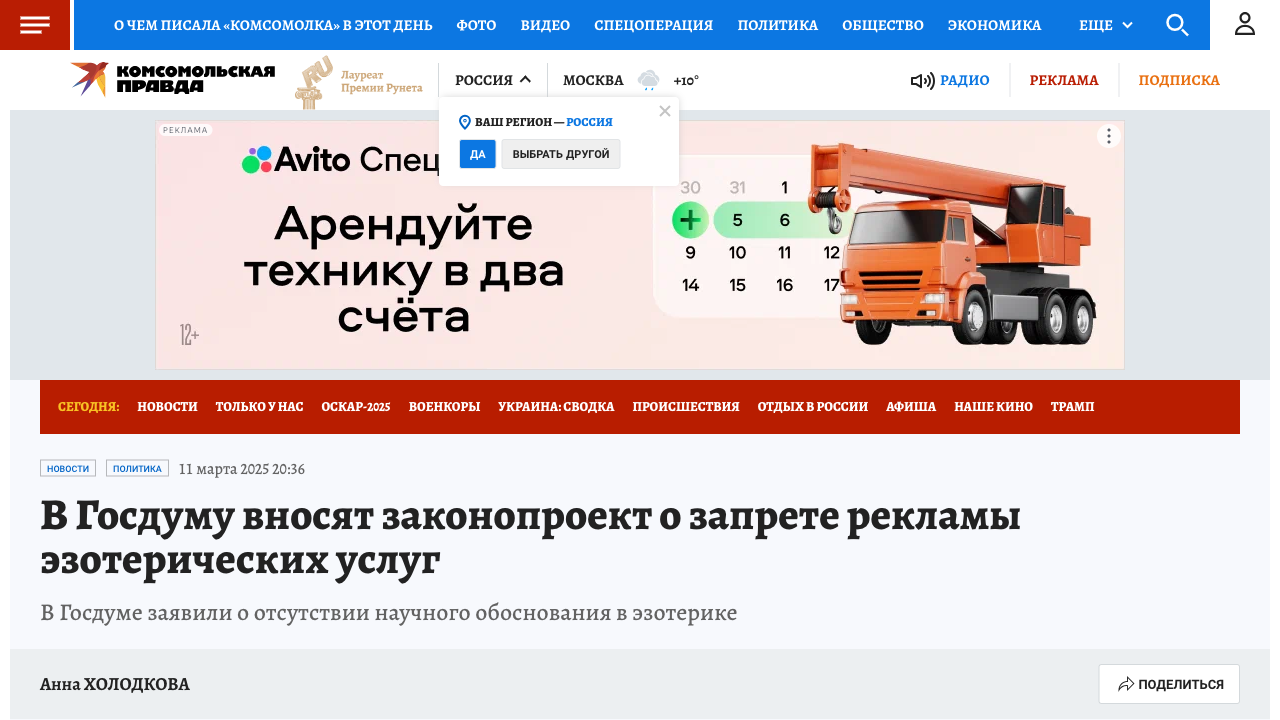 О ЧЕМ ПИСАЛА «КОМСОМОЛКА» В ЭТОТ ДЕНЬ ФОТО ВИДЕО СПЕЦОПЕРАЦИЯ ПОЛИТИКА ОБЩЕСТВО ЭКОНОМИКА ЕЩЕ
КОМСОМОЛЬСКАЯ
ПРАВДА
.RU
Лауреат
Премии Рунета
РОССИЯ МОСКВА +10° РАДИО РЕКЛАМА ПОДПИСКА
ВАШ РЕГИОН — РОССИЯ
ДА ВЫБРАТЬ ДРУГОЙ
РЕКЛАМА
Avito Спец
Арендуйте
технику в два
счёта
12+
30 31 1 2
5 6
9 10 11 12
14 15 16 17
СЕГОДНЯ: НОВОСТИ ТОЛЬКО У НАС ОСКАР-2025 ВОЕНКОРЫ УКРАИНА: СВОДКА ПРОИСШЕСТВИЯ ОТДЫХ В РОССИИ АФИША НАШЕ КИНО ТРАМП
НОВОСТИ ПОЛИТИКА 11 марта 2025 20:36
В Госдуму вносят законопроект о запрете рекламы
эзотерических услуг
В Госдуме заявили о отсутствии научного обоснования в эзотерике
Анна ХОЛОДКОВА
ПОДЕЛИТЬСЯ